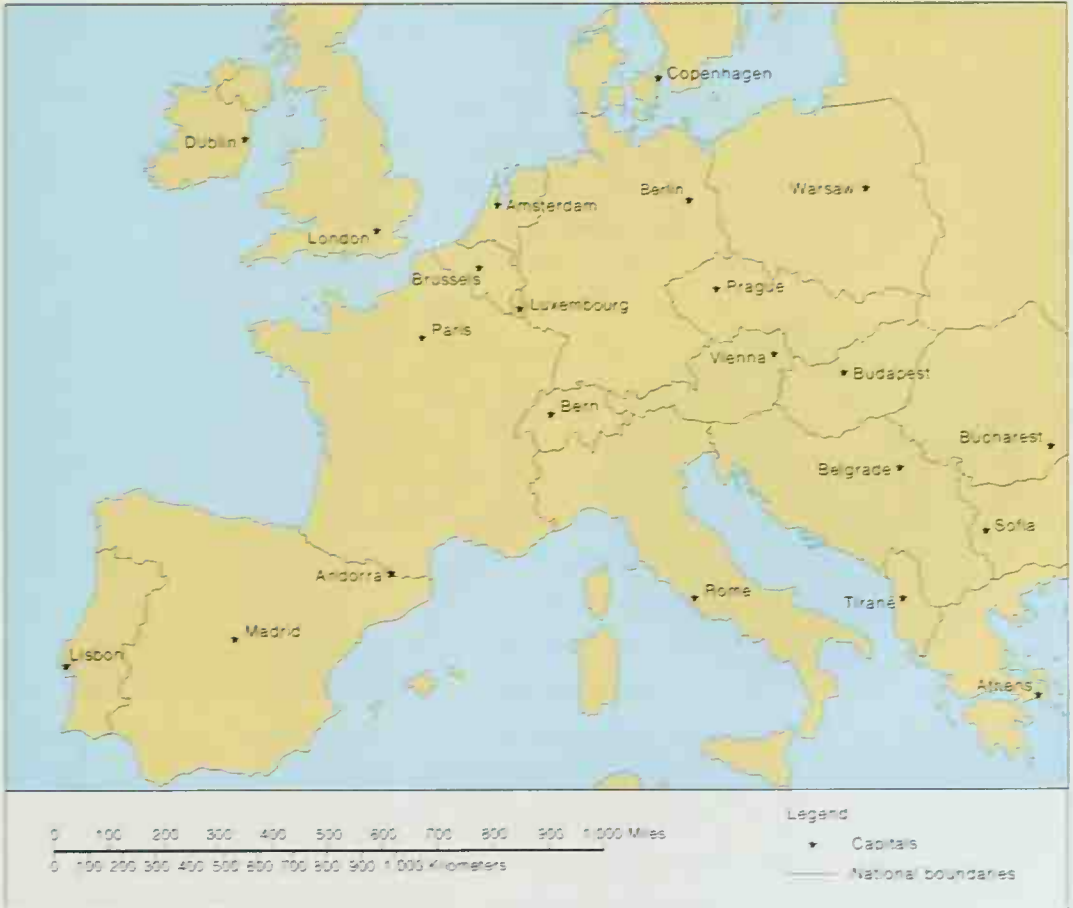 Copenhagen
Dublin
Berlin
Warsaw
Amsterdam
London
Brussels
Prague
Luxembourg
Paris
Vienna
Budapest
Bern
Bucharest
Belgrade
Sofia
Andorra
Rome
Tiranë
Madrid
Lisbon
Athens
0 100 200 300 400 500 600 700 800 900 1,000 Miles
0 100 200 300 400 500 600 700 800 900 1,000 Kilometers
Legend
Capitals
National boundaries